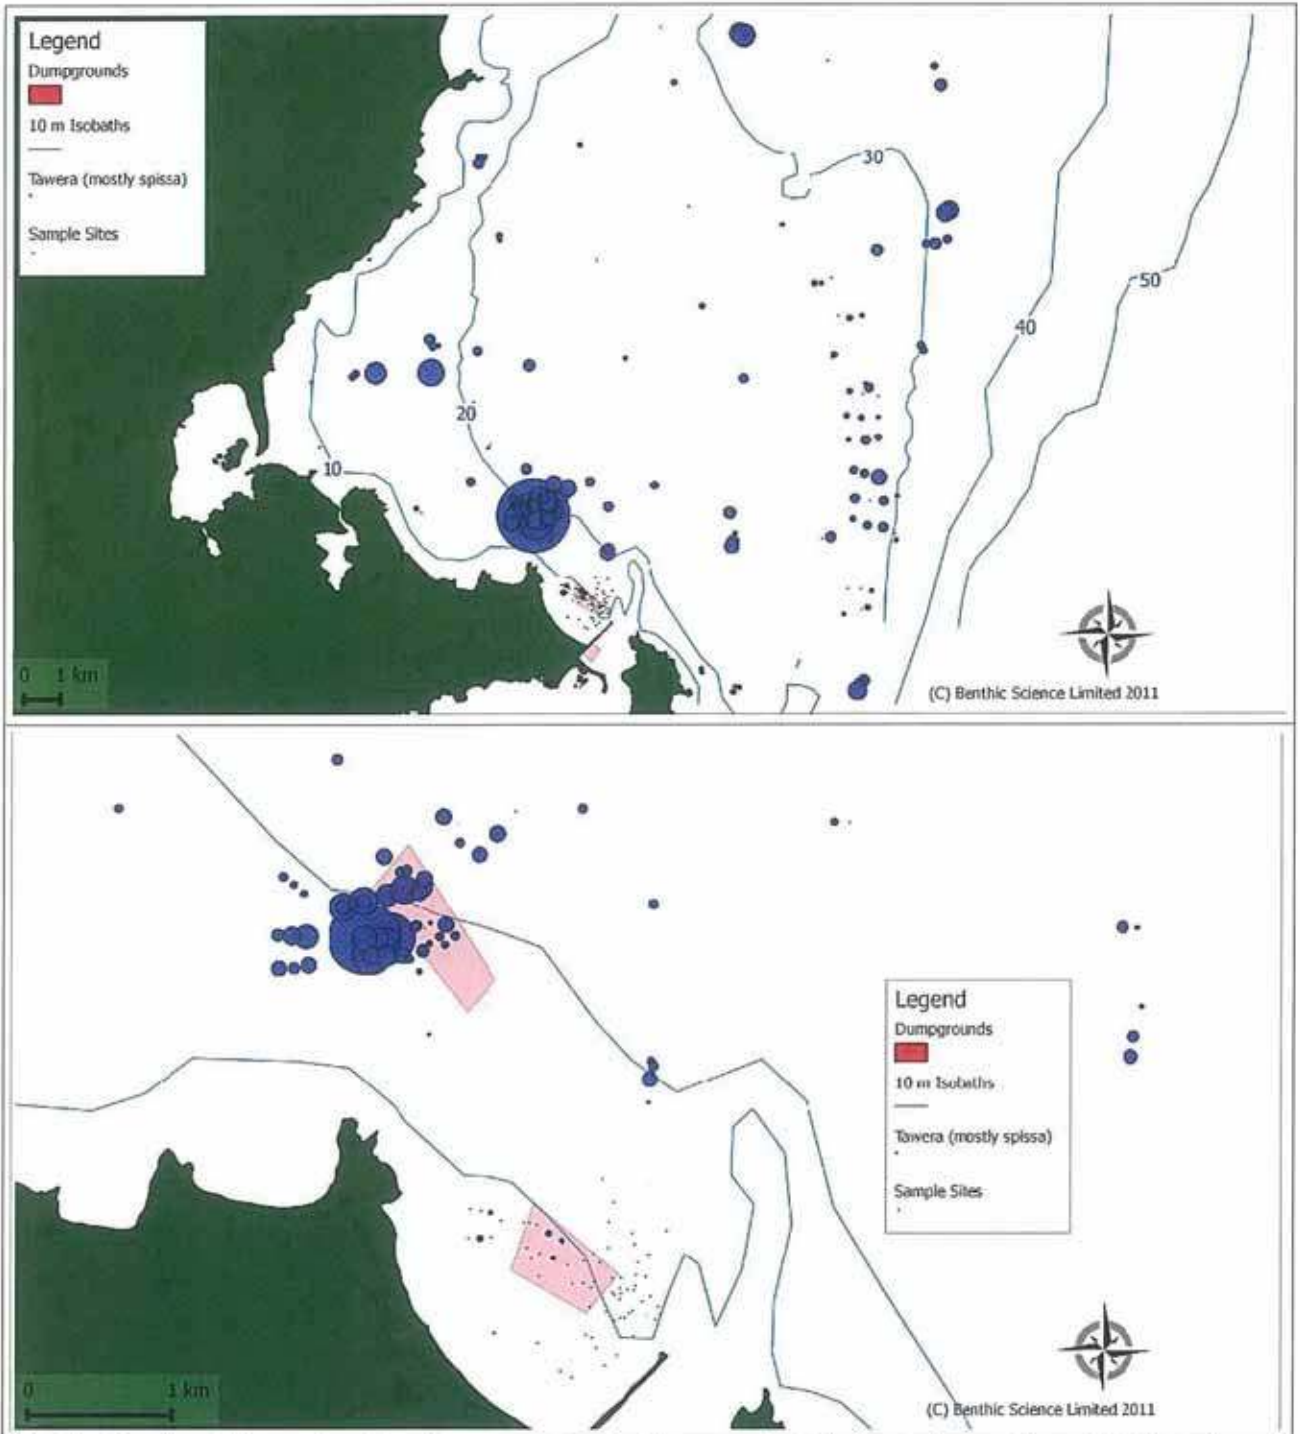 Legend
Dumpgrounds
10 m Isobaths
Tawera (mostly spissa)
Sample Sites
30
50
40
20
10
0 1 km
(C) Benthic Science Limited 2011
Legend
Dumpgrounds
10 m Isobaths
Tawera (mostly spissa)
Sample Sites
0 1 km
(C) Benthic Science Limited 2011